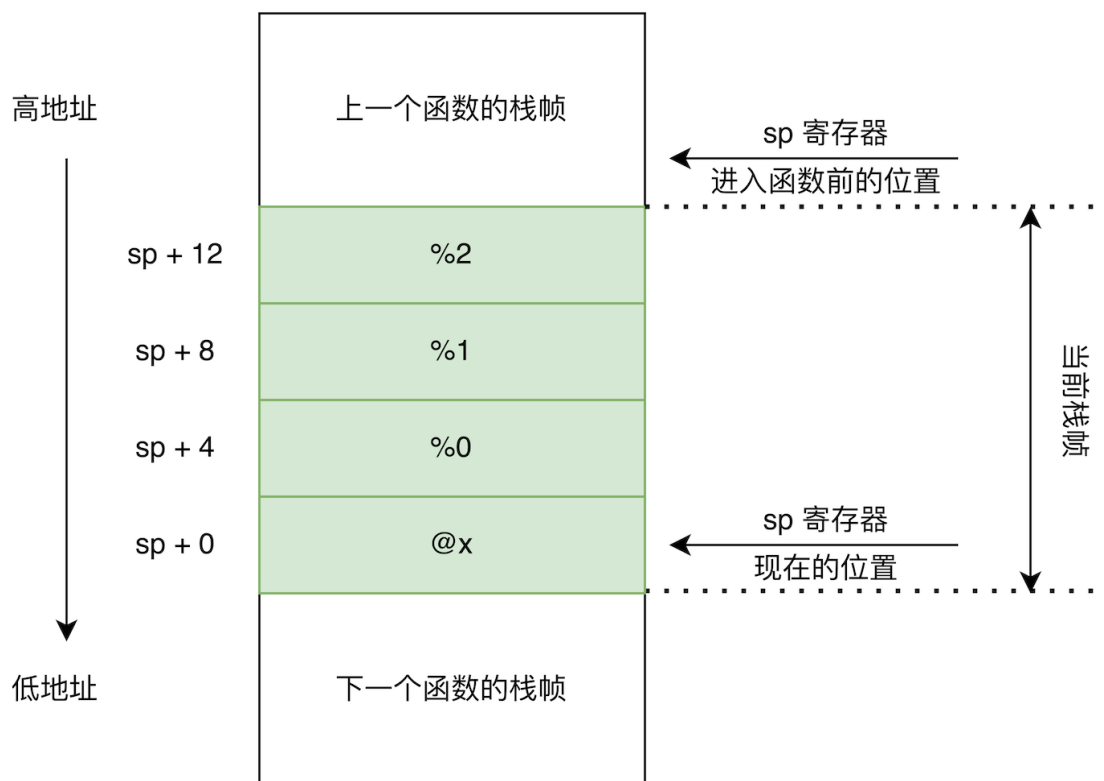 高地址
上一个函数的栈帧
sp 寄存器
进入函数前的位置
sp + 12
%2
sp + 8
%1
当前栈帧
sp + 4
%0
sp 寄存器
sp + 0
@x
现在的位置
低地址
下一个函数的栈帧